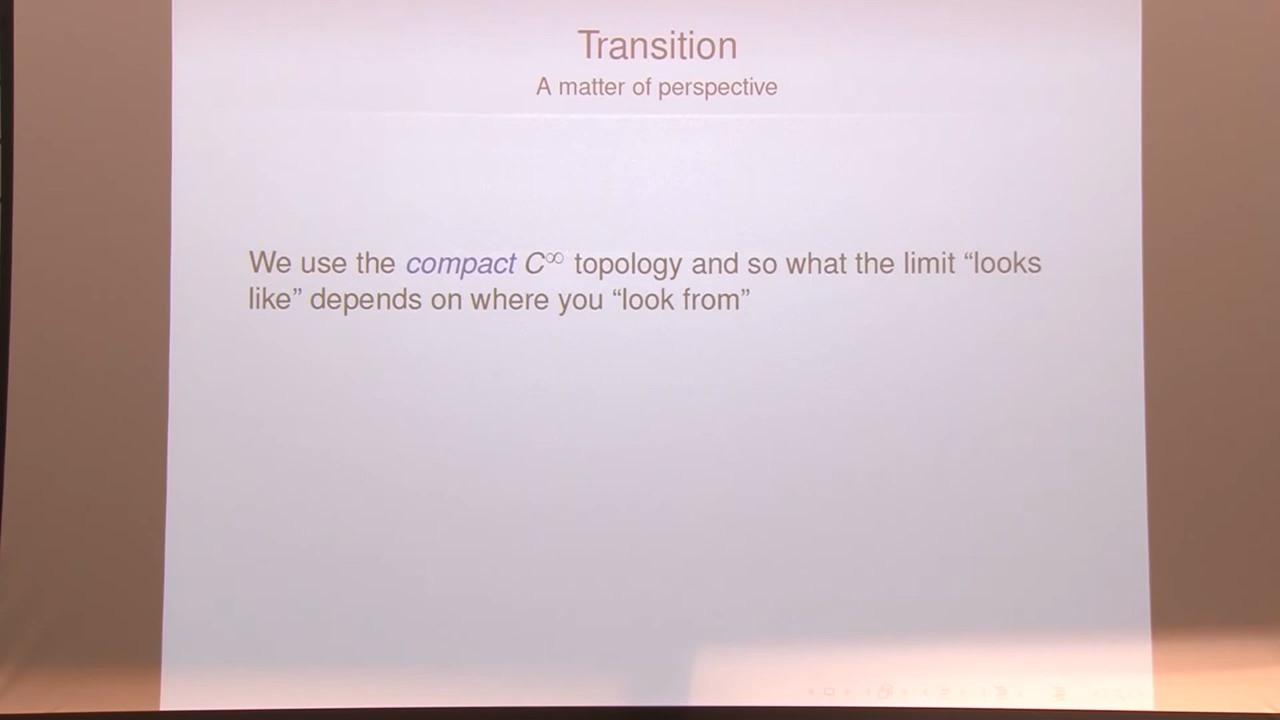 Transition
A matter of perspective
We use the compact C∞ topology and so what the limit “looks
like” depends on where you “look from”